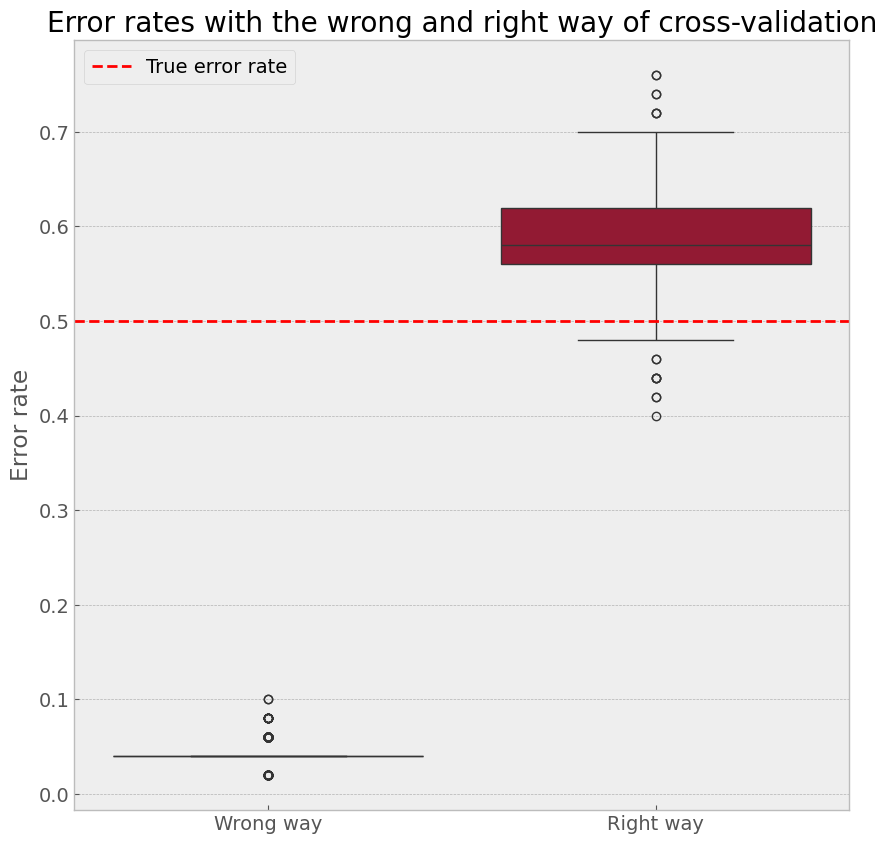 Error rates with the wrong and right way of cross-validation
True error rate
0.7
0.6
0.5
0.4
0.3
0.2
0.1
0.0
Error rate
Wrong way
Right way